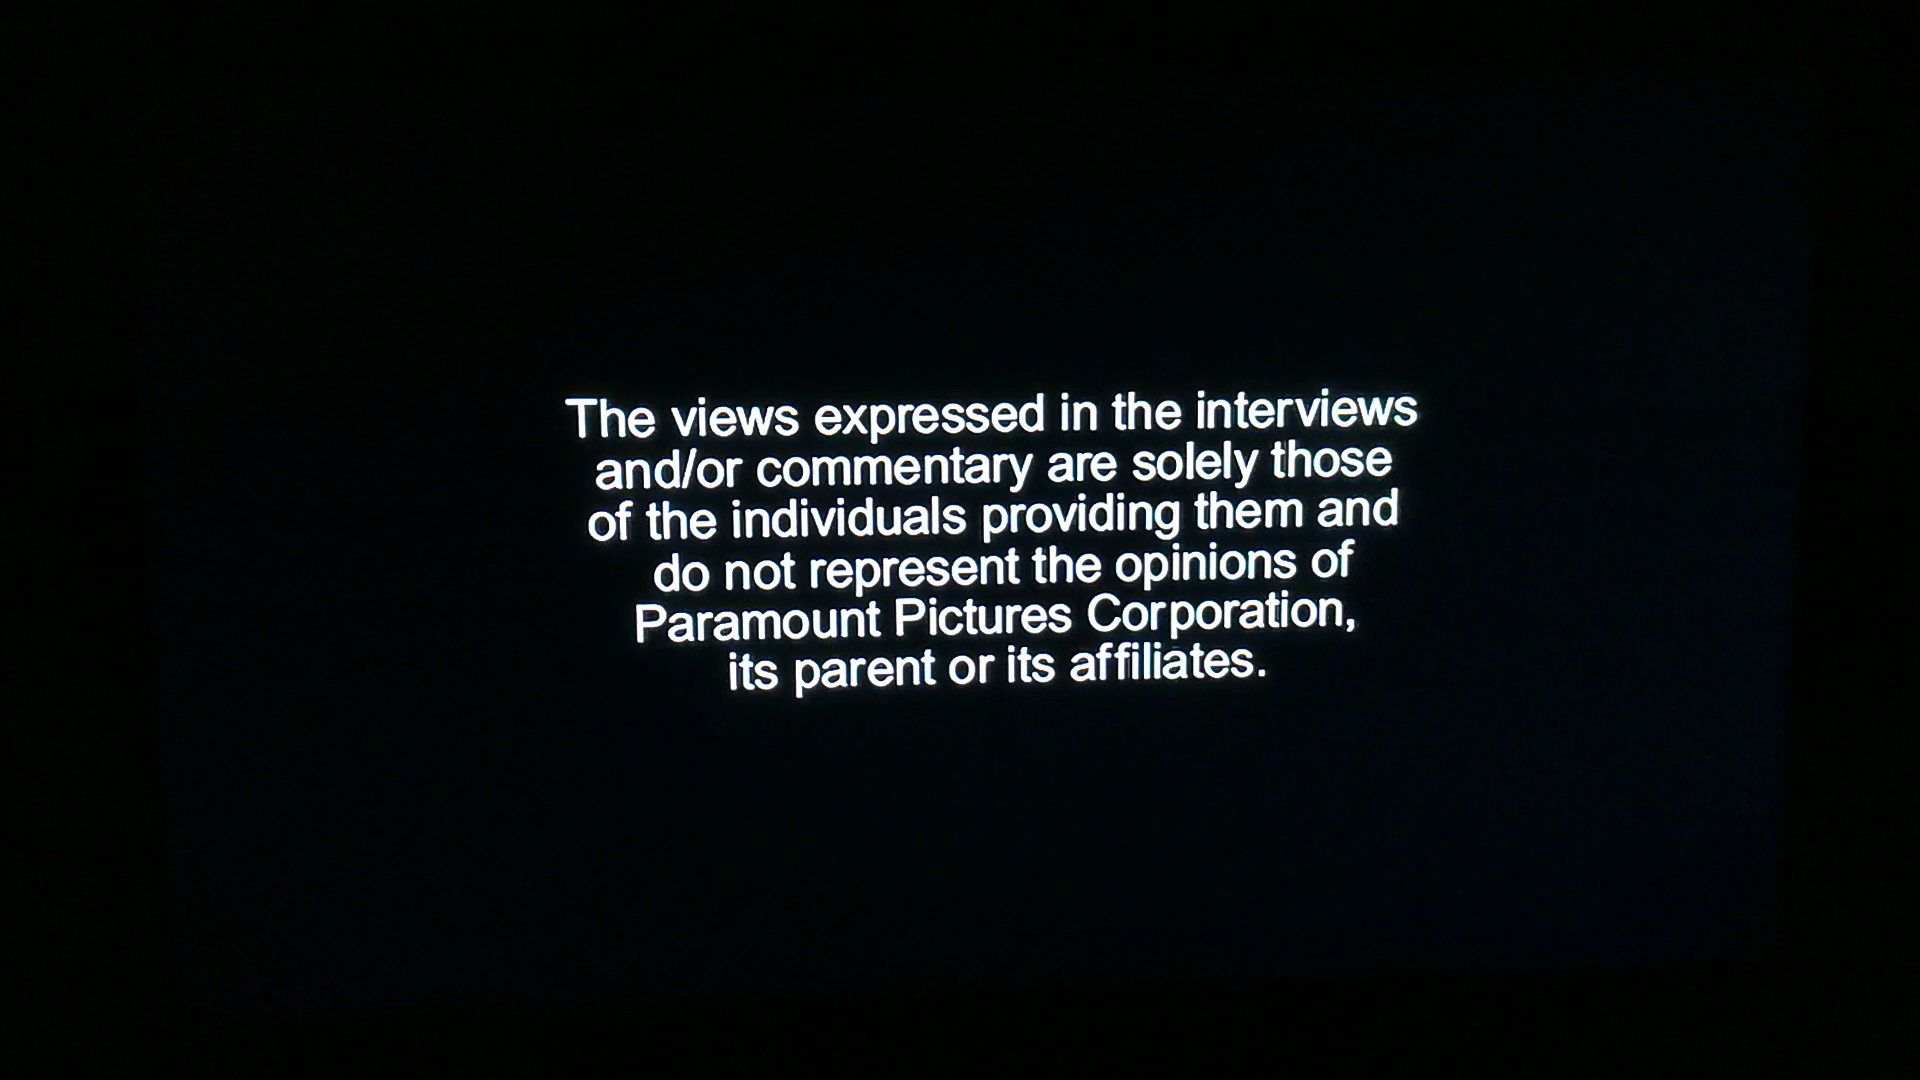 The views expressed in the interviews
and/or commentary are solely those
of the individuals providing them and
do not represent the opinions of
Paramount Pictures Corporation,
its parent or its affiliates.